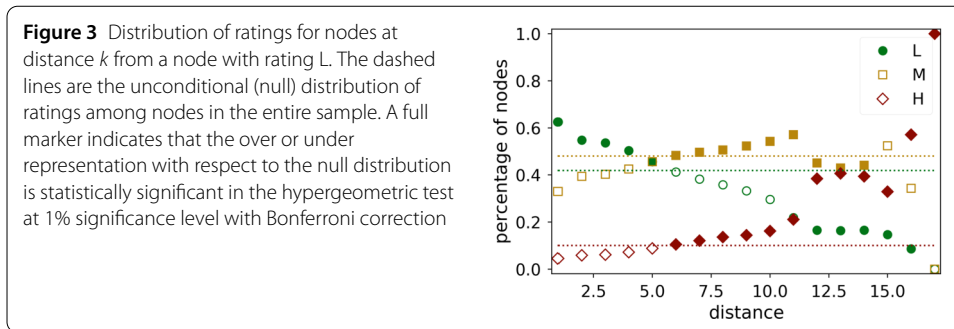 Figure 3 Distribution of ratings for nodes at
distance k from a node with rating L. The dashed
lines are the unconditional (null) distribution of
ratings among nodes in the entire sample. A full
marker indicates that the over or under
representation with respect to the null distribution
is statistically significant in the hypergeometric test
at 1% significance level with Bonferroni correction
percentage of nodes
1.0
0.8
0.6
0.4
0.2
0.0
L
M
H
2.5 5.0 7.5 10.0 12.5 15.0
distance